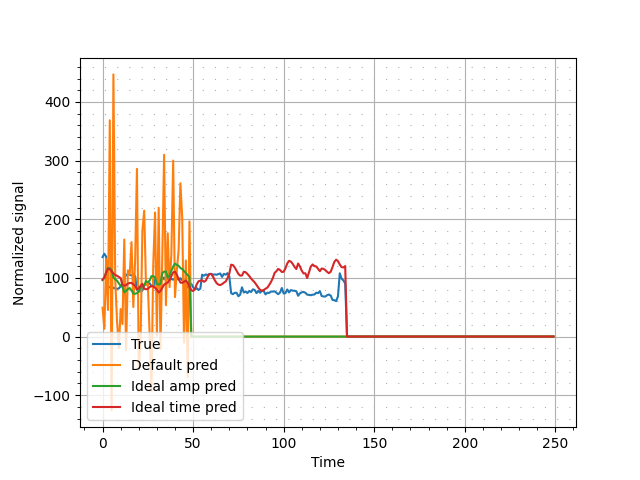 Normalized signal
400
300
200
100
0
−100
True
Default pred
Ideal amp pred
Ideal time pred
0 50 100 150 200 250
Time